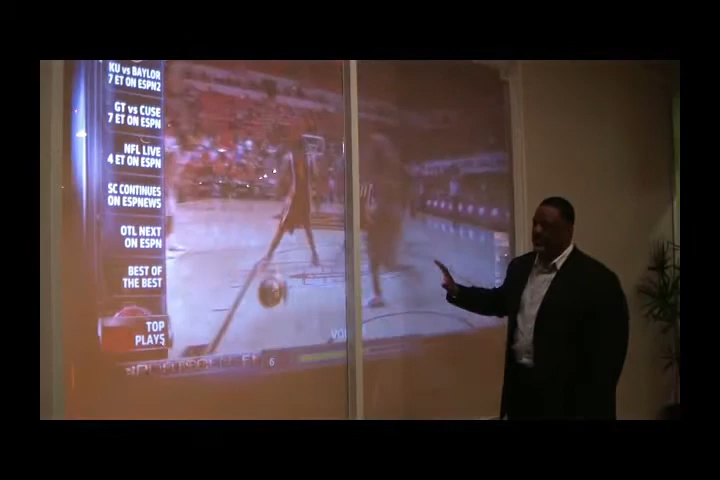 KU vs BAYLOR
7 ET ON ESPN2
GT vs CUSE
7 ET ON ESPN
NFL LIVE
4 ET ON ESPN
SC CONTINUES
ON ESPNEWS
OTL NEXT
ON ESPN
BEST OF
THE BEST
TOP
PLAYS
6